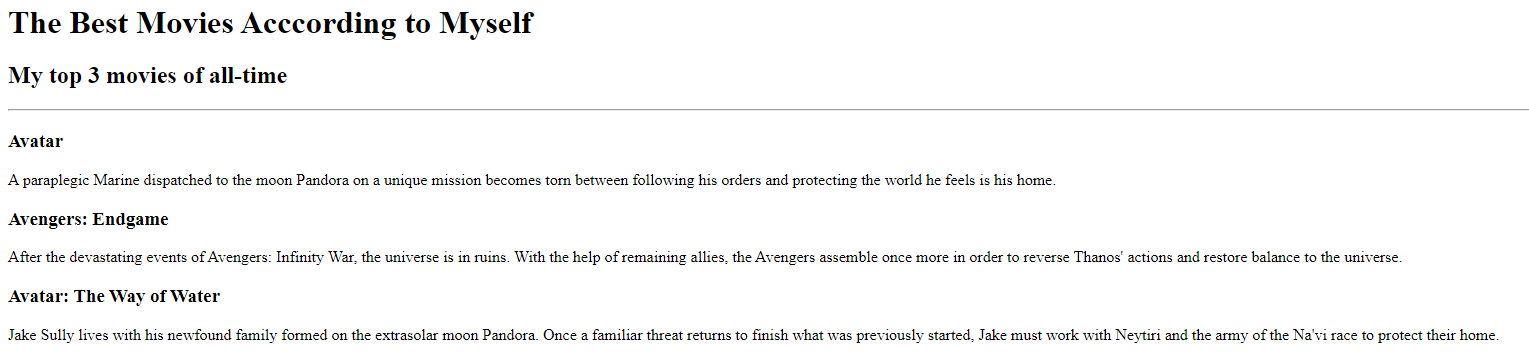 The Best Movies Acccording to Myself
My top 3 movies of all-time
Avatar
A paraplegic Marine dispatched to the moon Pandora on a unique mission becomes torn between following his orders and protecting the world he feels is his home.
Avengers: Endgame
After the devastating events of Avengers: Infinity War, the universe is in ruins. With the help of remaining allies, the Avengers assemble once more in order to reverse Thanos' actions and restore balance to the universe.
Avatar: The Way of Water
Jake Sully lives with his newfound family formed on the extrasolar moon Pandora. Once a familiar threat returns to finish what was previously started, Jake must work with Neytiri and the army of the Na'vi race to protect their home.